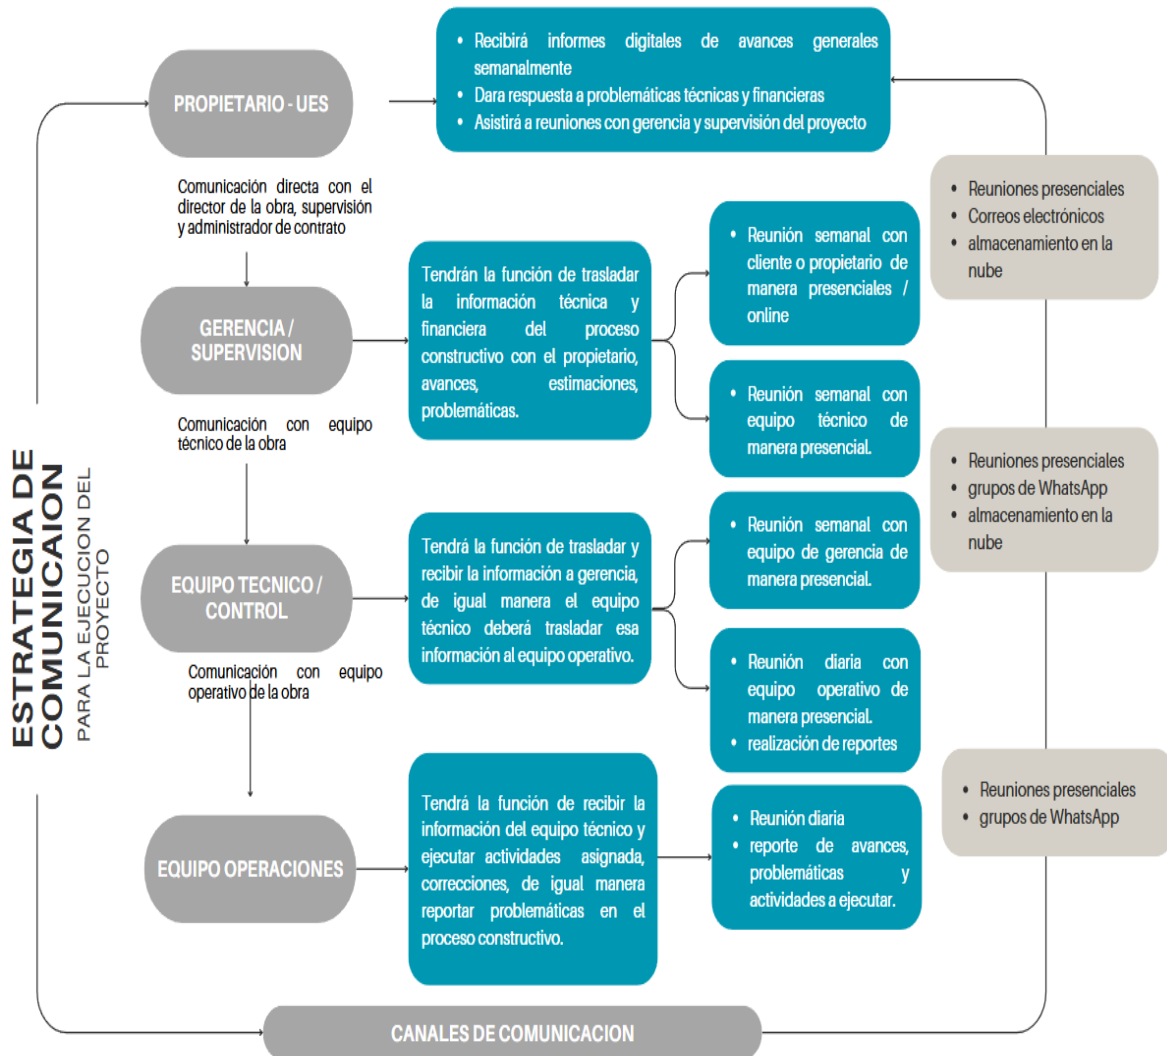 ESTRATEGIA DE
COMUNICAION
PARA LA EJECUCION DEL
PROYECTO
PROPIETARIO - UES
• Recibirá informes digitales de avances generales
semanalmente
• Dara respuesta a problemáticas técnicas y financieras
• Asistirá a reuniones con gerencia y supervisión del proyecto
Comunicación directa con el
director de la obra, supervisión
y administrador de contrato
GERENCIA /
SUPERVISION
Tendrán la función de trasladar
la información técnica y
financiera del proceso
constructivo con el propietario,
avances, estimaciones,
problemáticas.
• Reunión semanal con
cliente o propietario de
manera presenciales /
online
• Reunión semanal con
equipo técnico de
manera presencial.
• Reuniones presenciales
• Correos electrónicos
• almacenamiento en la
nube
Comunicación con equipo
técnico de la obra
EQUIPO TECNICO /
CONTROL
Tendrá la función de trasladar y
recibir la información a gerencia,
de igual manera el equipo
técnico deberá trasladar esa
información al equipo operativo.
• Reunión semanal con
equipo de gerencia de
manera presencial.
• Reunión diaria con
equipo operativo de
manera presencial.
• realización de reportes
• Reuniones presenciales
• grupos de WhatsApp
• almacenamiento en la
nube
Comunicación con equipo
operativo de la obra
EQUIPO OPERACIONES
Tendrá la función de recibir la
información del equipo técnico y
ejecutar actividades asignada,
correcciones, de igual manera
reportar problemáticas en el
proceso constructivo.
• Reunión diaria
• reporte de avances,
problemáticas y
actividades a ejecutar.
• Reuniones presenciales
• grupos de WhatsApp
CANALES DE COMUNICACION